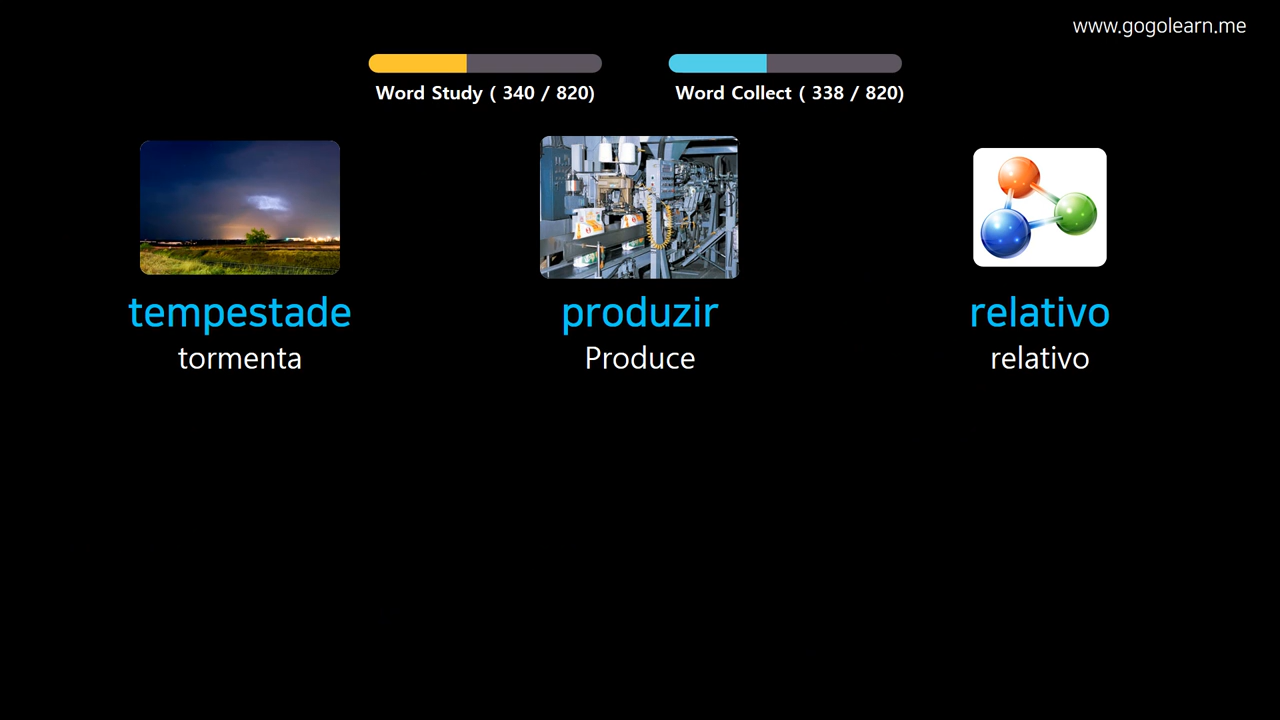 www.gogolearn.me
Word Study ( 340 / 820)
Word Collect ( 338 / 820)
tempestade
tormenta
produzir
Produce
relativo
relativo